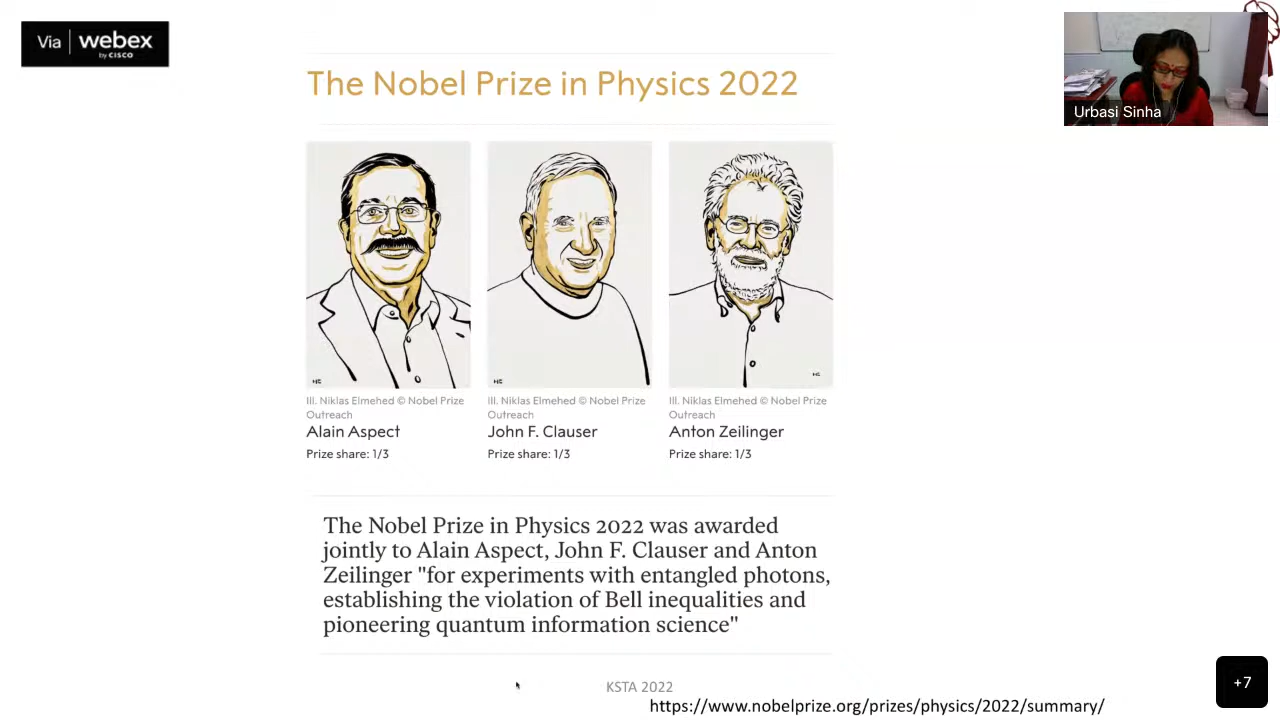 Via | webex
by CISCO
The Nobel Prize in Physics 2022
Urbasi Sinha
Ill. Niklas Elmehed © Nobel Prize
Outreach
Alain Aspect
Prize share: 1/3
Ill. Niklas Elmehed © Nobel Prize
Outreach
John F. Clauser
Prize share: 1/3
Ill. Niklas Elmehed © Nobel Prize
Outreach
Anton Zeilinger
Prize share: 1/3
The Nobel Prize in Physics 2022 was awarded
jointly to Alain Aspect, John F. Clauser and Anton
Zeilinger "for experiments with entangled photons,
establishing the violation of Bell inequalities and
pioneering quantum information science"
KSTA 2022
https://www.nobelprize.org/prizes/physics/2022/summary/
+7